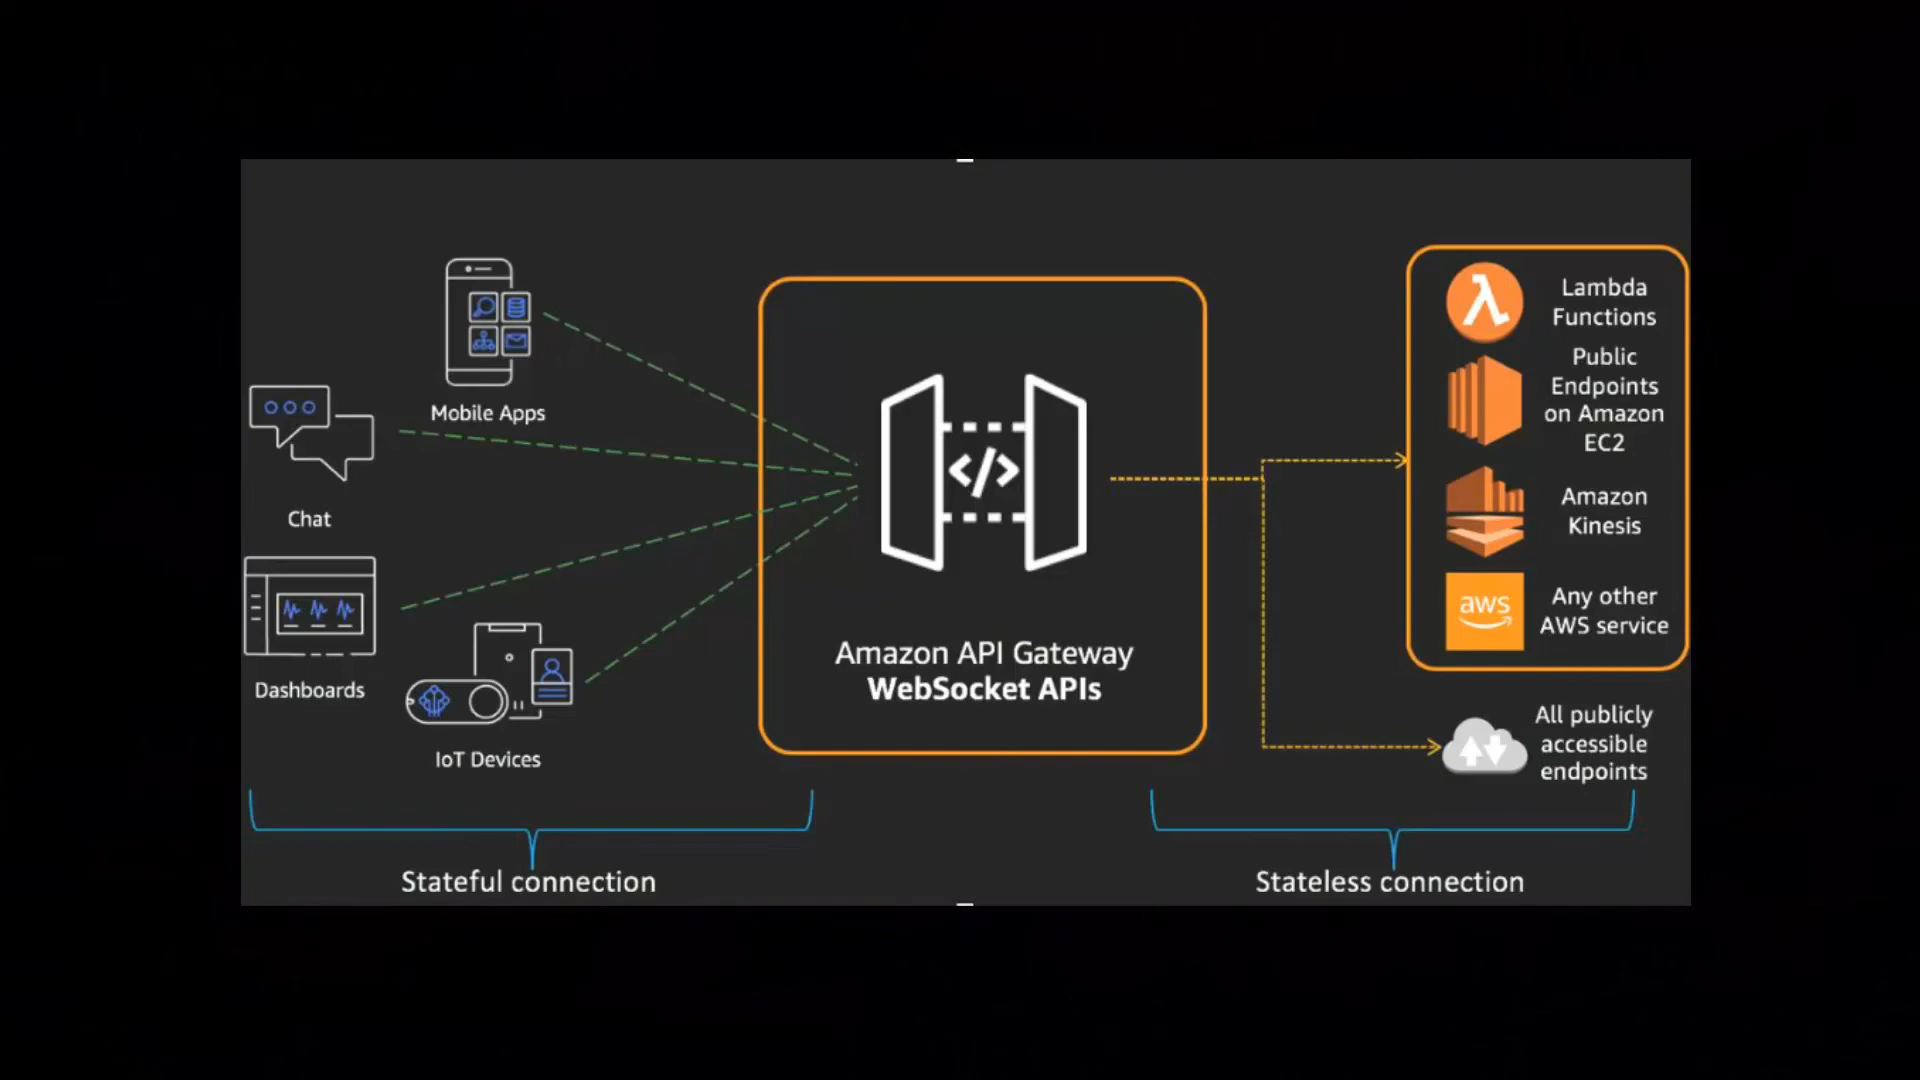 Mobile Apps
Chat
Dashboards
IoT Devices
</>
Amazon API Gateway
WebSocket APIs
Lambda
Functions
Public
Endpoints
on Amazon
EC2
Amazon
Kinesis
aws
Any other
AWS service
All publicly
accessible
endpoints
Stateful connection
Stateless connection